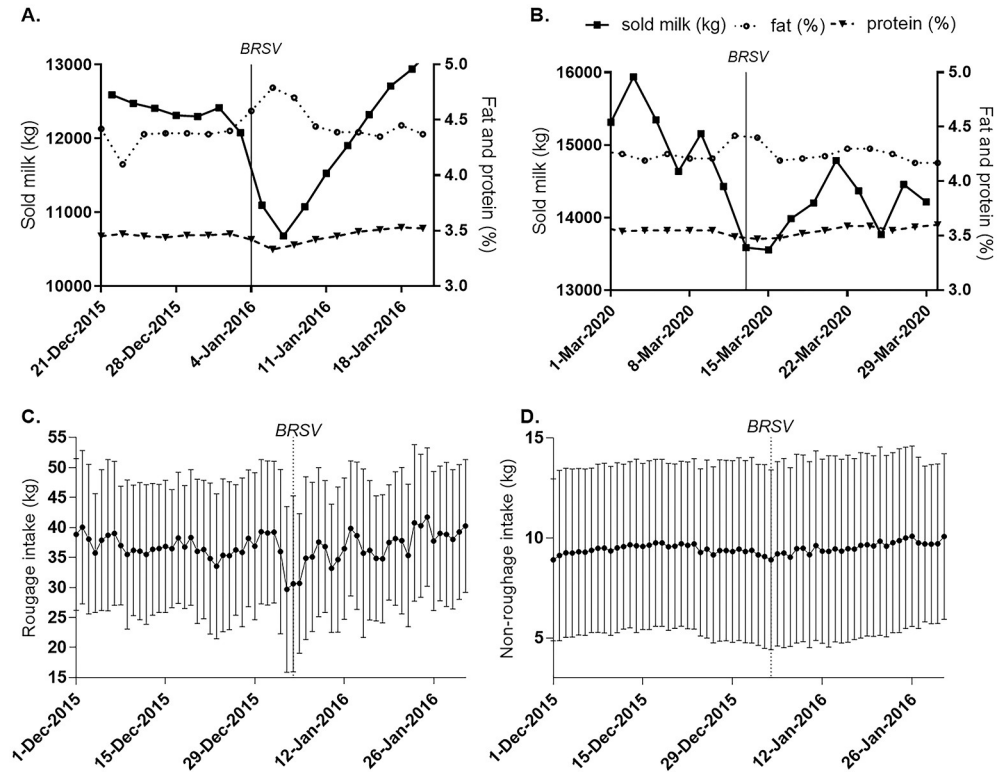 A.
BRSV
13000
12000
11000
10000
Sold milk (kg)
5.0
4.5
4.0
3.5
3.0
Fat and protein (%)
21-Dec-2015
28-Dec-2015
4-Jan-2016
11-Jan-2016
18-Jan-2016
B.
sold milk (kg) fat (%) protein (%)
BRSV
16000
15000
14000
13000
Sold milk (kg)
5.0
4.5
4.0
3.5
3.0
Fat and protein (%)
1-Mar-2020
8-Mar-2020
15-Mar-2020
22-Mar-2020
29-Mar-2020
C.
BRSV
55
50
45
40
35
30
25
20
15
Rougage intake (kg)
1-Dec-2015
15-Dec-2015
29-Dec-2015
12-Jan-2016
26-Jan-2016
D.
BRSV
15
10
5
Non-roughage intake (kg)
1-Dec-2015
15-Dec-2015
29-Dec-2015
12-Jan-2016
26-Jan-2016